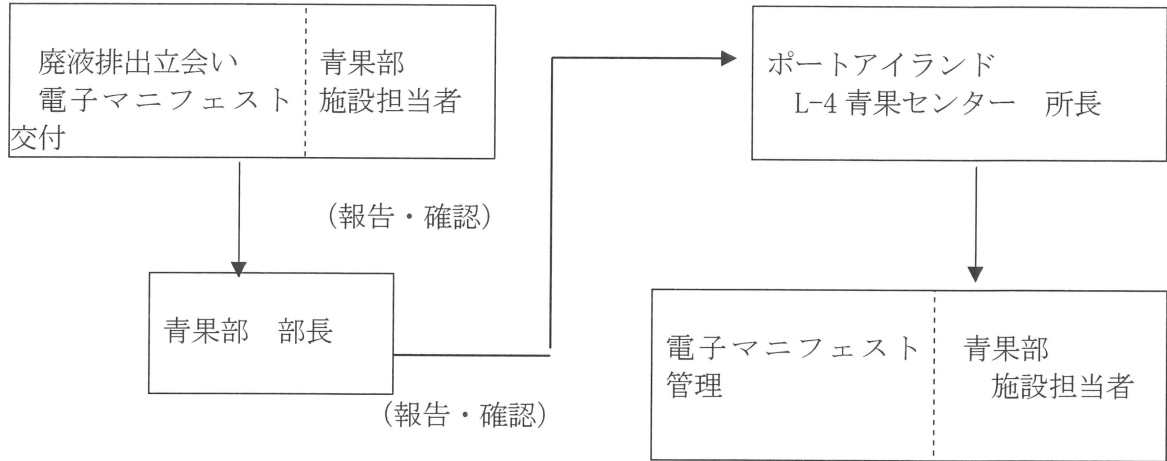 廃液排出立会い
電子マニフェスト
交付
青果部
施設担当者
(報告・確認)
青果部　部長
(報告・確認)
ポートアイランド
L-4 青果センター　所長
電子マニフェスト
管理
青果部
施設担当者